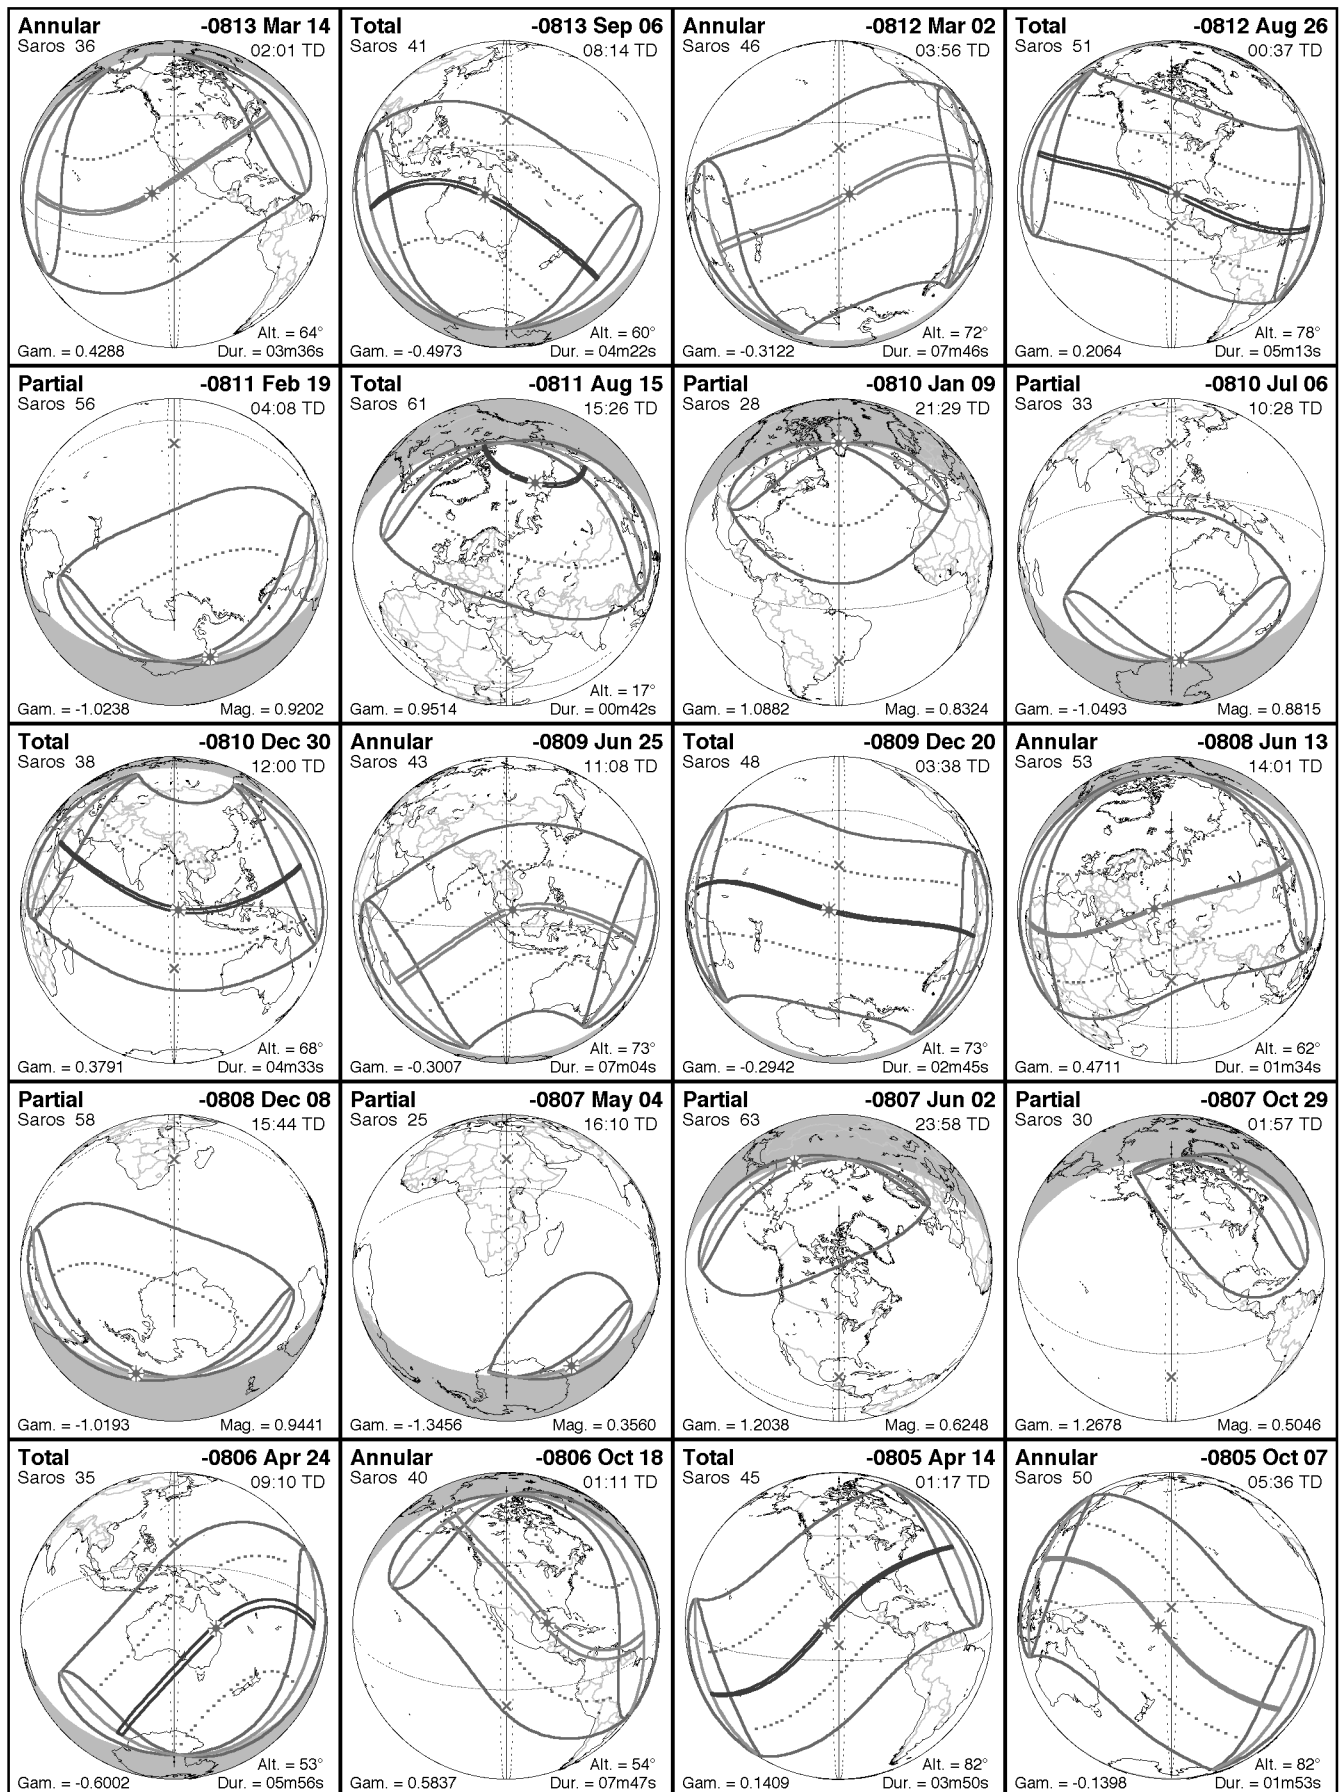 Annular -0813 Mar 14
Saros 36 02:01 TD
Alt. = 64°
Gam. = 0.4288 Dur. = 03m36s
Total -0813 Sep 06
Saros 41 08:14 TD
Alt. = 60°
Gam. = -0.4973 Dur. = 04m22s
Annular -0812 Mar 02
Saros 46 03:56 TD
Alt. = 72°
Gam. = -0.3122 Dur. = 07m46s
Total -0812 Aug 26
Saros 51 00:37 TD
Alt. = 78°
Gam. = 0.2064 Dur. = 05m13s
Partial -0811 Feb 19
Saros 56 04:08 TD
Gam. = -1.0238 Mag. = 0.9202
Total -0811 Aug 15
Saros 61 15:26 TD
Alt. = 17°
Gam. = 0.9514 Dur. = 00m42s
Partial -0810 Jan 09
Saros 28 21:29 TD
Gam. = 1.0882 Mag. = 0.8324
Partial -0810 Jul 06
Saros 33 10:28 TD
Gam. = -1.0493 Mag. = 0.8815
Total -0810 Dec 30
Saros 38 12:00 TD
Alt. = 68°
Gam. = 0.3791 Dur. = 04m33s
Annular -0809 Jun 25
Saros 43 11:08 TD
Alt. = 73°
Gam. = -0.3007 Dur. = 07m04s
Total -0809 Dec 20
Saros 48 03:38 TD
Alt. = 73°
Gam. = -0.2942 Dur. = 02m45s
Annular -0808 Jun 13
Saros 53 14:01 TD
Alt. = 62°
Gam. = 0.4711 Dur. = 01m34s
Partial -0808 Dec 08
Saros 58 15:44 TD
Gam. = -1.0193 Mag. = 0.9441
Partial -0807 May 04
Saros 25 16:10 TD
Gam. = -1.3456 Mag. = 0.3560
Partial -0807 Jun 02
Saros 63 23:58 TD
Gam. = 1.2038 Mag. = 0.6248
Partial -0807 Oct 29
Saros 30 01:57 TD
Gam. = 1.2678 Mag. = 0.5046
Total -0806 Apr 24
Saros 35 09:10 TD
Alt. = 53°
Gam. = -0.6002 Dur. = 05m56s
Annular -0806 Oct 18
Saros 40 01:11 TD
Alt. = 54°
Gam. = 0.5837 Dur. = 07m47s
Total -0805 Apr 14
Saros 45 01:17 TD
Alt. = 82°
Gam. = 0.1409 Dur. = 03m50s
Annular -0805 Oct 07
Saros 50 05:36 TD
Alt. = 82°
Gam. = -0.1398 Dur. = 01m53s